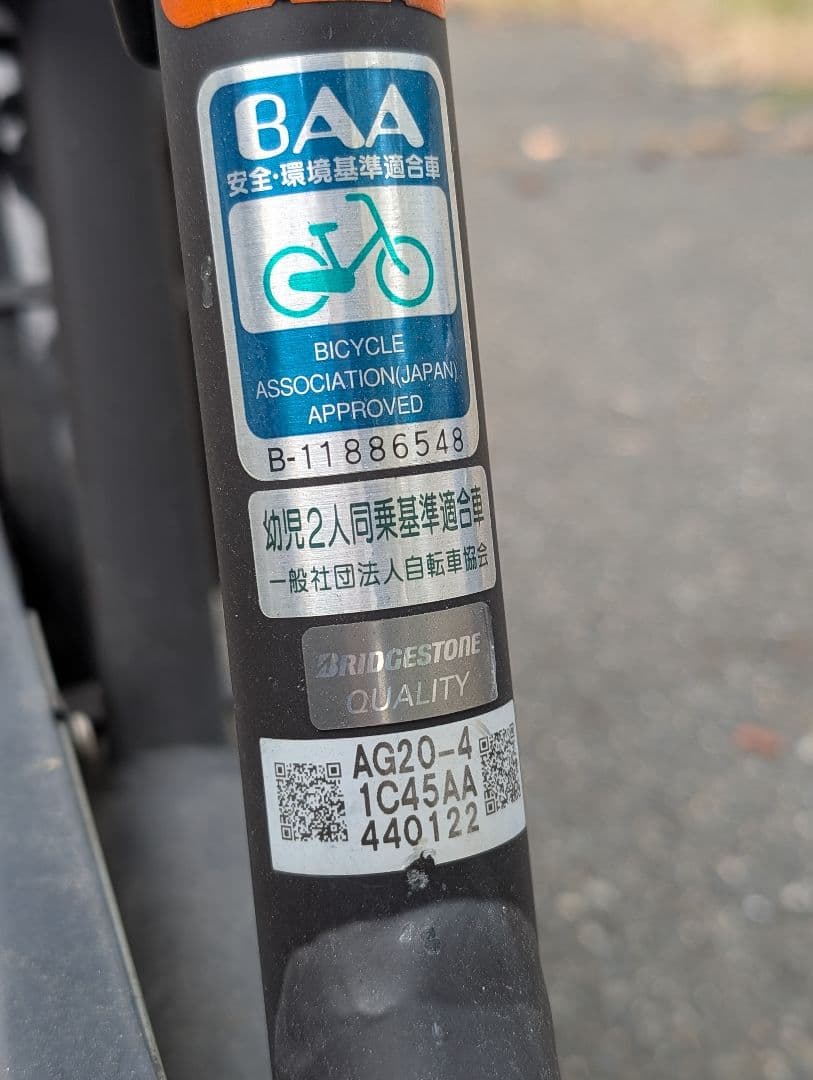 BAA
安全・環境基準適合車
BICYCLE
ASSOCIATION(JAPAN)
APPROVED
B-11886548
幼児2人同乗基準適合車
一般社団法人自転車協会
BRIDGESTONE
QUALITY
AG20-4
1C45AA
440122